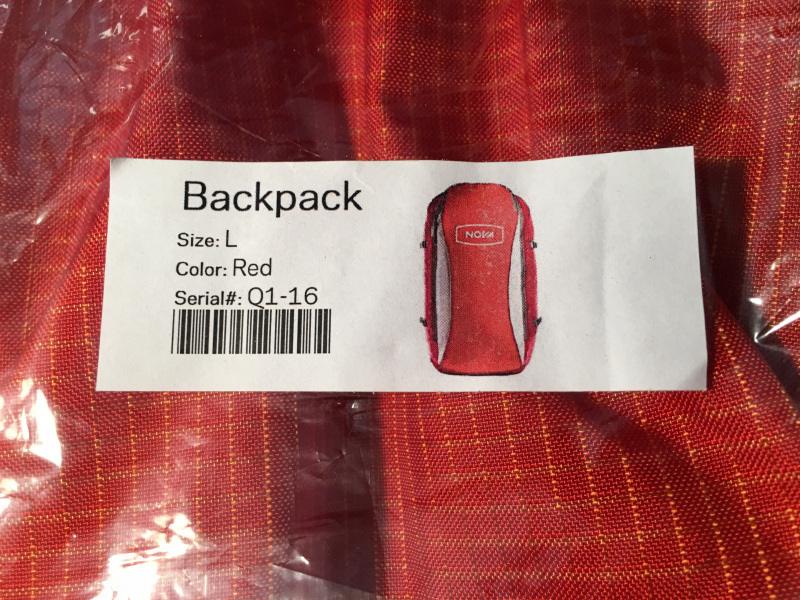 Backpack
Size: L
Color: Red
Serial#: Q1-16
NOVA